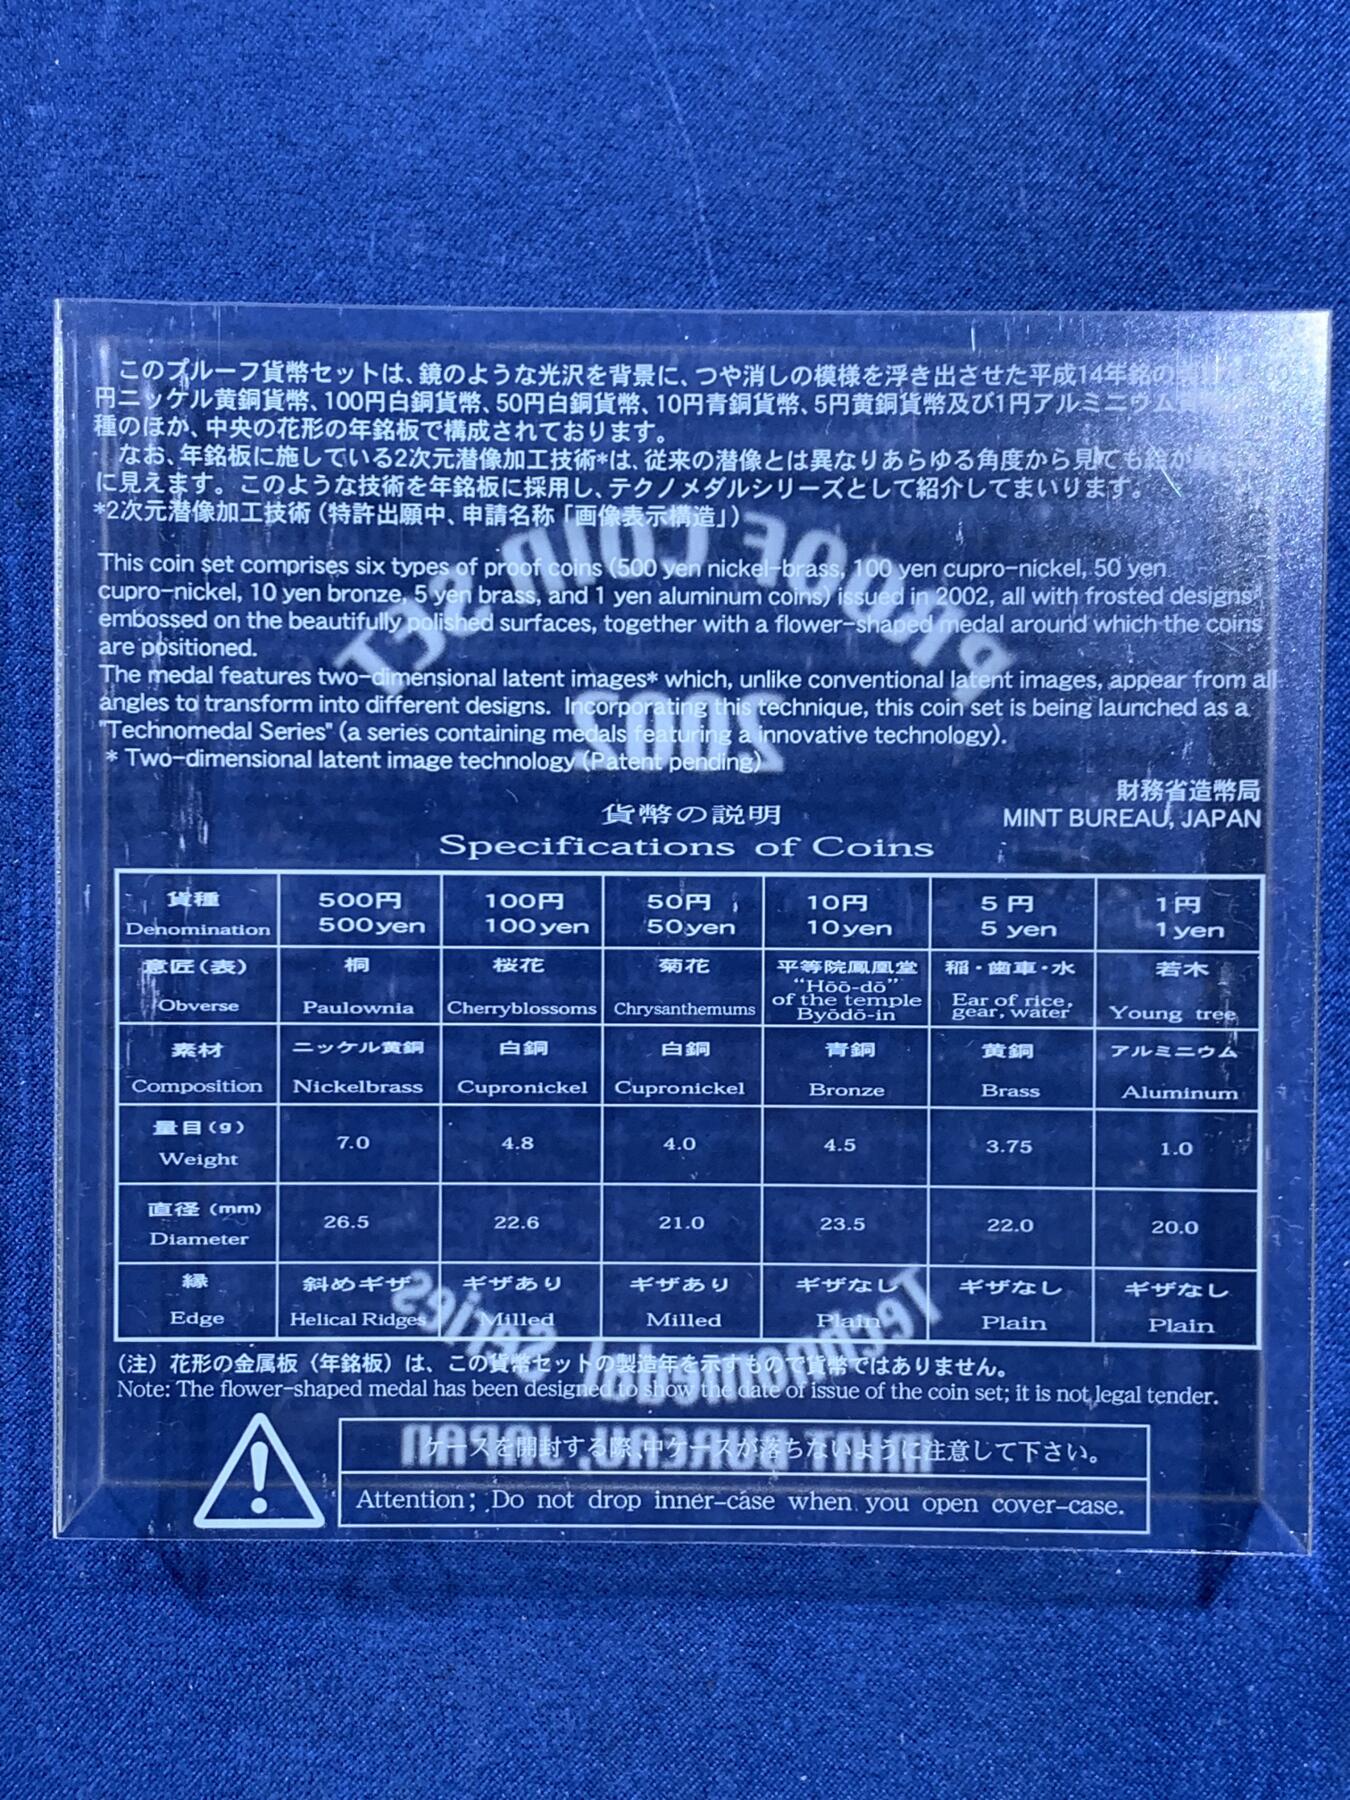 このプルーフ貨幣セットは、鏡のような光沢を背景に、つや消しの模様を浮き出させた平成14年銘の
円ニッケル黄銅貨幣、100円白銅貨幣、50円白銅貨幣、10円青銅貨幣、5円黄銅貨幣及び1円アルミニウム
種のほか、中央の花形の年銘板で構成されております。
なお、年銘板に施している2次元潜像加工技術*は、従来の潜像とは異なりあらゆる角度から見ても絵が
に見えます。このような技術を年銘板に採用し、テクノメダルシリーズとして紹介してまいります。
*2次元潜像加工技術（特許出願中、申請名称「画像表示構造」）
This coin set comprises six types of proof coins (500 yen nickel-brass, 100 yen cupro-nickel, 50 yen
cupro-nickel, 10 yen bronze, 5 yen brass, and 1 yen aluminum coins) issued in 2002, all with frosted designs
embossed on the beautifully polished surfaces, together with a flower-shaped medal around which the coins
are positioned.
The medal features two-dimensional latent images* which, unlike conventional latent images, appear from all
angles to transform into different designs. Incorporating this technique, this coin set is being launched as a
"Technomedal Series" (a series containing medals featuring a innovative technology).
* Two-dimensional latent image technology (Patent pending)
PROOF COIN SET
2002
財務省造幣局
MINT BUREAU, JAPAN
貨幣の説明
Specifications of Coins
貨種 500円 100円 50円 10円 5円 1円
Denomination 500yen 100yen 50yen 10yen 5 yen 1yen
意匠（表） 桐 桜花 菊花 平等院鳳凰堂 稲・歯車・水 若木
Obverse Paulownia Cherryblossoms Chrysanthemums "Hōō-dō" of the temple Byōdō-in Ear of rice, gear, water Young tree
素材 ニッケル黄銅 白銅 白銅 青銅 黄銅 アルミニウム
Composition Nickelbrass Cupronickel Cupronickel Bronze Brass Aluminum
量目(g) Weight 7.0 4.8 4.0 4.5 3.75 1.0
直径(mm) Diameter 26.5 22.6 21.0 23.5 22.0 20.0
縁 斜めギザ ギザあり ギザあり ギザなし ギザなし ギザなし
Edge Helical Ridges Milled Milled Plain Plain Plain
Technomedal Series
（注）花形の金属板（年銘板）は、この貨幣セットの製造年を示すもので貨幣ではありません。
Note: The flower-shaped medal has been designed to show the date of issue of the coin set; it is not legal tender.
MINT BUREAU, JAPAN
ケースを開封する際、中ケースが落ちないように注意して下さい。
Attention; Do not drop inner-case when you open cover-case.